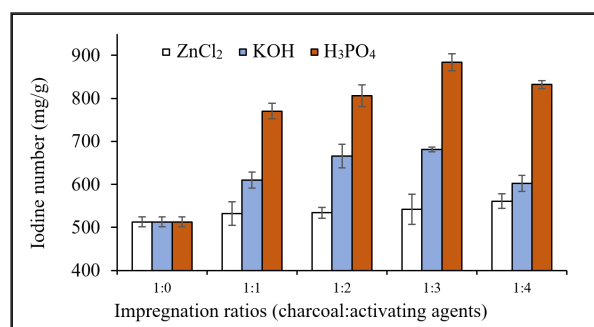 ZnCl₂ KOH H₃PO₄
Iodine number (mg/g)
900
800
700
600
500
400
1:0 1:1 1:2 1:3 1:4
Impregnation ratios (charcoal:activating agents)